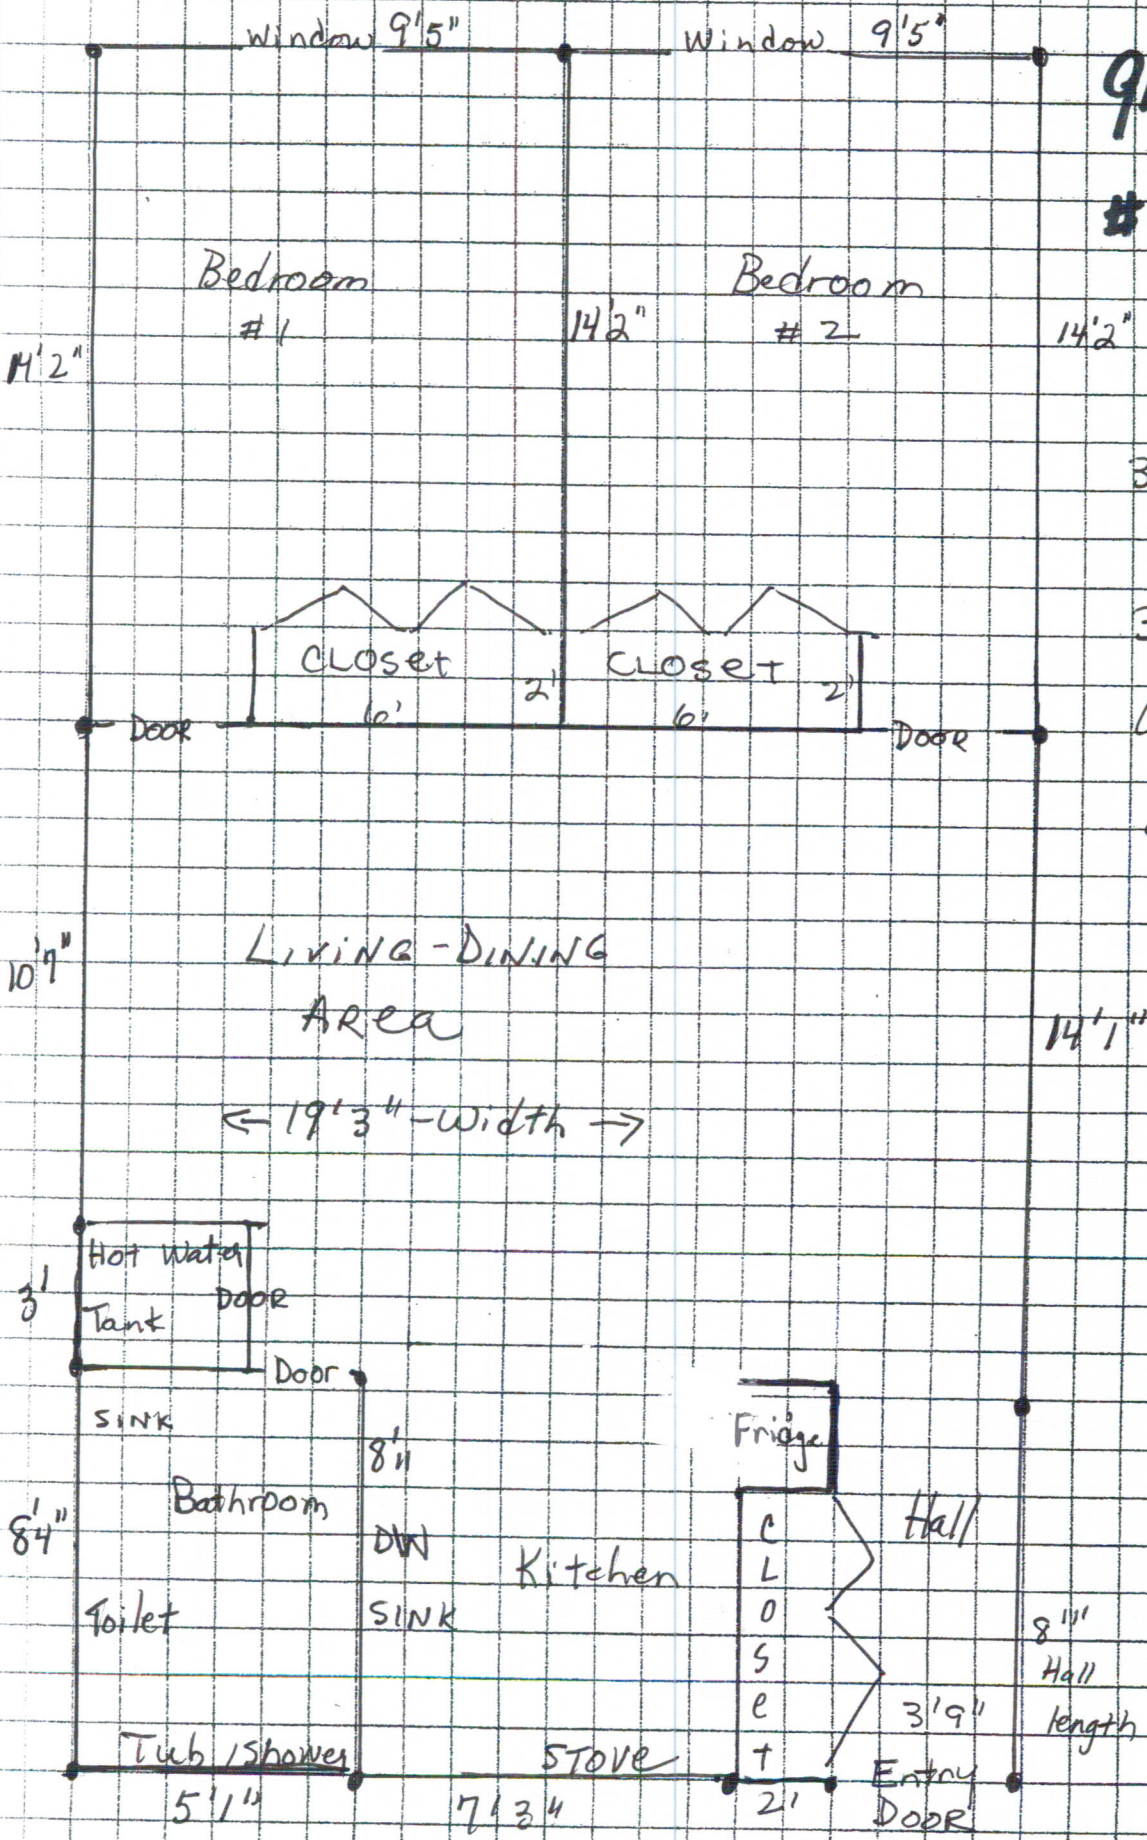 Window 9'5" Window 9'5"
#
Bedroom Bedroom
#1 14'2" #2 14'2"
14'2"
3
CLOSet 2' CLOSeT 2'
6' 6'
DOOR DOOR
LiviNG-DiNiNG
10'7"
ARea
14'1"
← 19'3"-Width →
Hot Water
3' DOOR
Tank
Door
SINK
Fridge
8'11
Bathroom
8'4" DW Kitchen Hall
CLOSet
Toilet SINK 8'11'
Hall
3'9" length
Tub/Shower STOVe
Entry
5'1" 7'3" 2' DOOR